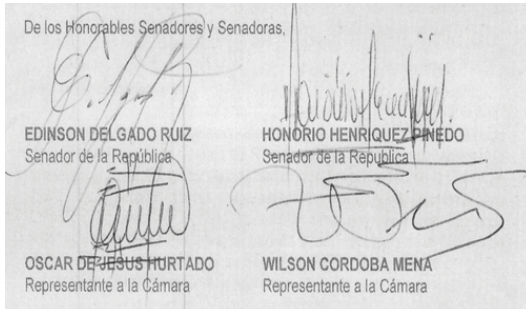 De los Honorables Senadores y Senadoras,
EDINSON DELGADO RUIZ
Senador de la República
HONORIO HENRIQUEZ PINEDO
Senador de la Republica
OSCAR DE JESUS HURTADO
Representante a la Cámara
WILSON CORDOBA MENA
Representante a la Cámara